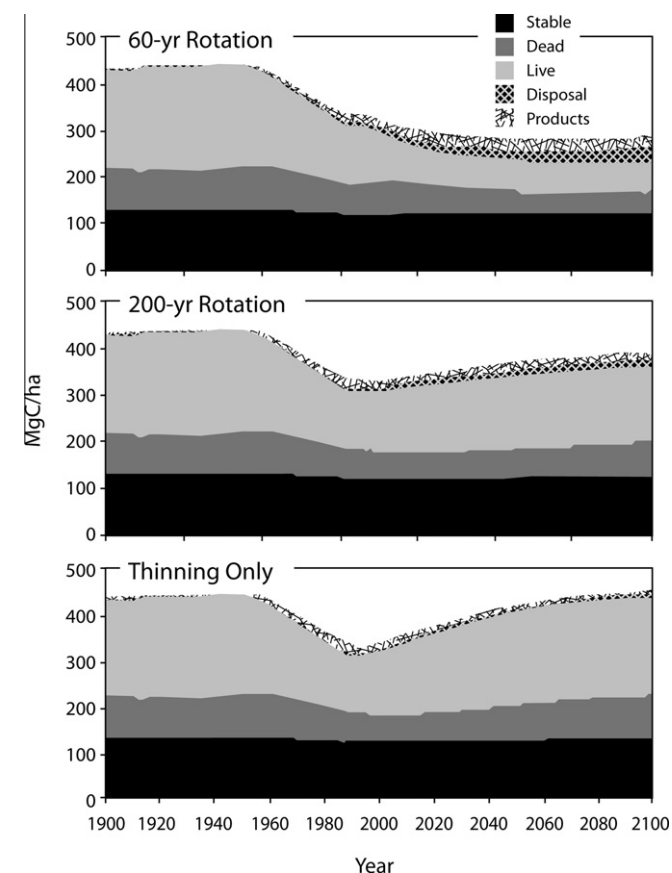 Stable
Dead
Live
Disposal
Products
60-yr Rotation
500
400
300
200
100
0
200-yr Rotation
500
400
300
200
100
0
MgC/ha
Thinning Only
500
400
300
200
100
0
1900 1920 1940 1960 1980 2000 2020 2040 2060 2080 2100
Year